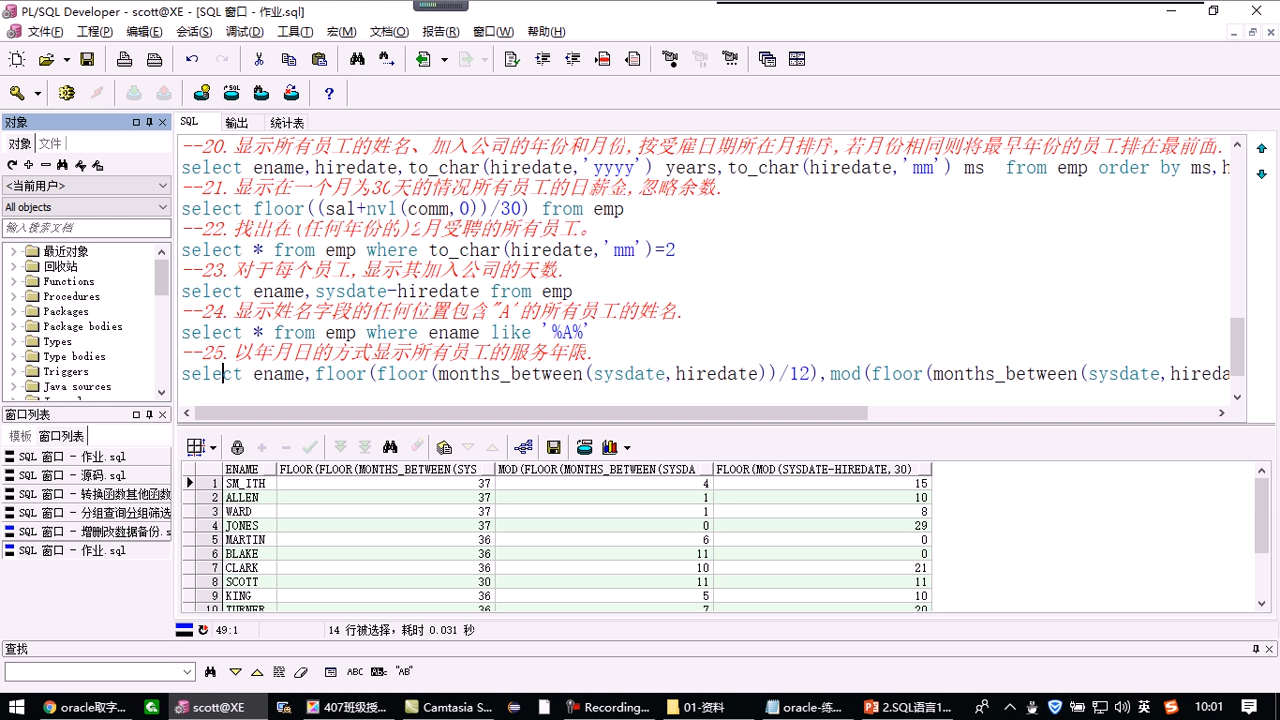 PL/SQL Developer - scott@XE - [SQL 窗口 - 作业.sql]
文件(F) 工程(P) 编辑(E) 会话(S) 调试(D) 工具(T) 宏(M) 文档(O) 报告(R) 窗口(W) 帮助(H)
对象
对象 文件
<当前用户>
All objects
输入搜索文档
最近对象
回收站
Functions
Procedures
Packages
Package bodies
Types
Type bodies
Triggers
Java sources
窗口列表
模板 窗口列表
SQL 窗口 - 作业.sql
SQL 窗口 - 源码.sql
SQL 窗口 - 转换函数其他函数
SQL 窗口 - 分组查询分组筛选
SQL 窗口 - 增删改数据备份.s
SQL 窗口 - 作业.sql
SQL 输出 统计表
--20.显示所有员工的姓名、加入公司的年份和月份,按受雇日期所在月排序,若月份相同则将最早年份的员工排在最前面.
select ename,hiredate,to_char(hiredate,'yyyy') years,to_char(hiredate,'mm') ms  from emp order by ms,h
--21.显示在一个月为30天的情况所有员工的日薪金,忽略余数.
select floor((sal+nvl(comm,0))/30) from emp
--22.找出在(任何年份的)2月受聘的所有员工。
select * from emp where to_char(hiredate,'mm')=2
--23.对于每个员工,显示其加入公司的天数.
select ename,sysdate-hiredate from emp
--24.显示姓名字段的任何位置包含"A"的所有员工的姓名.
select * from emp where ename like '%A%'
--25.以年月日的方式显示所有员工的服务年限.
select ename,floor(floor(months_between(sysdate,hiredate))/12),mod(floor(months_between(sysdate,hireda
ENAME FLOOR(FLOOR(MONTHS_BETWEEN(SYS MOD(FLOOR(MONTHS_BETWEEN(SYSDA FLOOR(MOD(SYSDATE-HIREDATE,30)
1 SM_ITH 37 4 15
2 ALLEN 37 1 10
3 WARD 37 1 8
4 JONES 37 0 29
5 MARTIN 36 6 0
6 BLAKE 36 11 0
7 CLARK 36 10 21
8 SCOTT 30 11 11
9 KING 36 5 10
10 TURNER 36 7 20
49:1 14 行被选择，耗时 0.031 秒
查找
ABC "AB"
oracle取字... scott@XE 407班级授... Camtasia S... Recording... 01-资料 oracle-练... 2.SQL语言1... 英 10:01